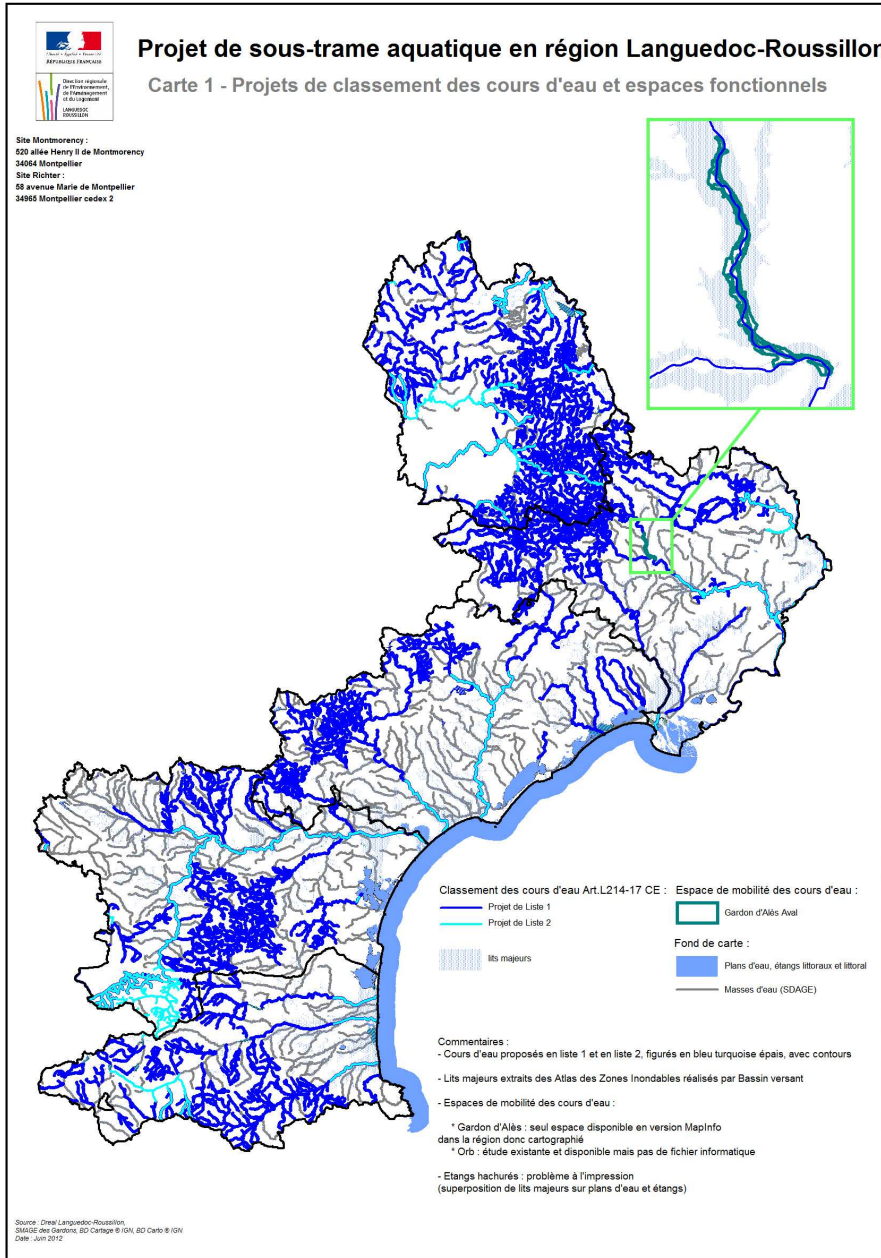 Liberté • Égalité • Fraternité
RÉPUBLIQUE FRANÇAISE
Direction régionale
de l'Environnement,
de l'Aménagement
et du Logement
LANGUEDOC
ROUSSILLON
Projet de sous-trame aquatique en région Languedoc-Roussillon
Carte 1 - Projets de classement des cours d'eau et espaces fonctionnels
Site Montmorency :
520 allée Henry II de Montmorency
34064 Montpellier
Site Richter :
58 avenue Marie de Montpellier
34965 Montpellier cedex 2
Classement des cours d'eau Art.L214-17 CE :
Projet de Liste 1
Projet de Liste 2
lits majeurs
Espace de mobilité des cours d'eau :
Gardon d'Alès Aval
Fond de carte :
Plans d'eau, étangs littoraux et littoral
Masses d'eau (SDAGE)
Commentaires :
- Cours d'eau proposés en liste 1 et en liste 2, figurés en bleu turquoise épais, avec contours
- Lits majeurs extraits des Atlas des Zones Inondables réalisés par Bassin versant
- Espaces de mobilité des cours d'eau :
* Gardon d'Alès : seul espace disponible en version MapInfo
dans la région donc cartographié
* Orb : étude existante et disponible mais pas de fichier informatique
- Etangs hachurés : problème à l'impression
(superposition de lits majeurs sur plans d'eau et étangs)
Source : Dreal Languedoc-Roussillon,
SMAGE des Gardons, BD Cartage ® IGN, BD Carto ® IGN
Date : Juin 2012